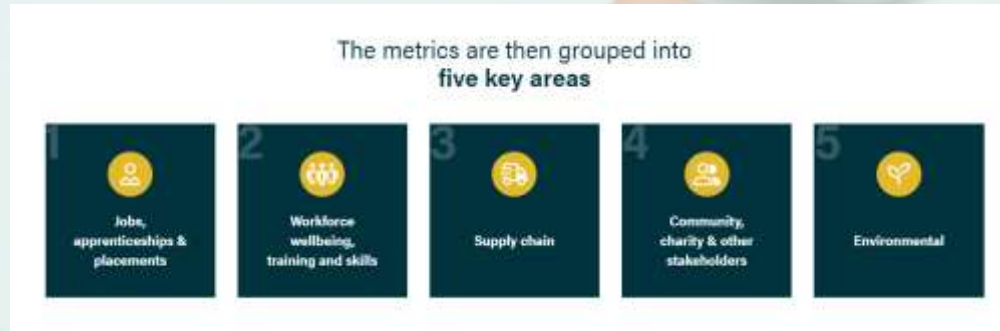 The metrics are then grouped into
five key areas
1
Jobs,
apprenticeships &
placements
2
Workforce
wellbeing,
training and skills
3
Supply chain
4
Community,
charity & other
stakeholders
5
Environmental